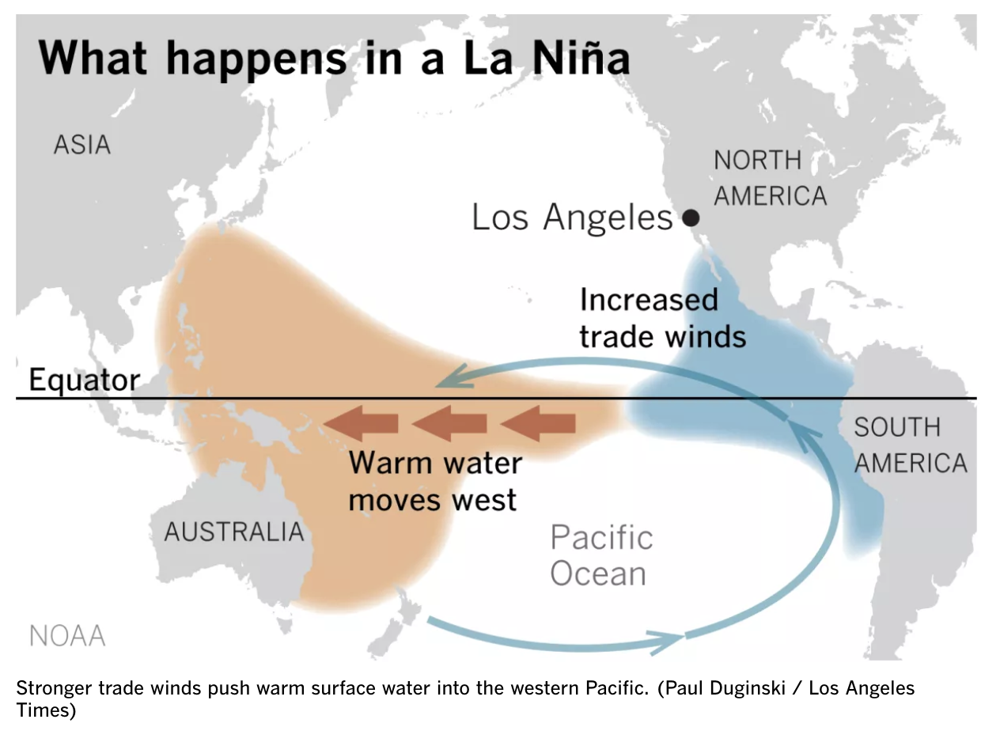 What happens in a La Niña
ASIA
NORTH
AMERICA
Los Angeles
Increased
trade winds
Equator
SOUTH
AMERICA
Warm water
moves west
AUSTRALIA
Pacific
Ocean
NOAA
Stronger trade winds push warm surface water into the western Pacific. (Paul Duginski / Los Angeles
Times)